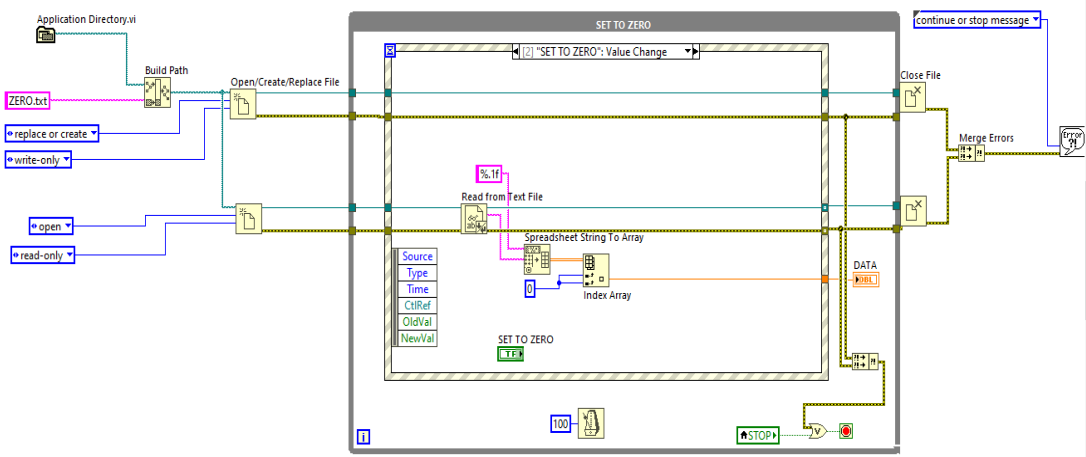 Application Directory.vi
SET TO ZERO
continue or stop message
[2] "SET TO ZERO": Value Change
Build Path
Open/Create/Replace File
Close File
ZERO.txt
replace or create
write-only
Merge Errors
Error
?!
%.1f
Read from Text File
open
read-only
Spreadsheet String To Array
Source
Type
Time
CtlRef
OldVal
NewVal
0
Index Array
DATA
DBL
SET TO ZERO
TF
100
STOP
i